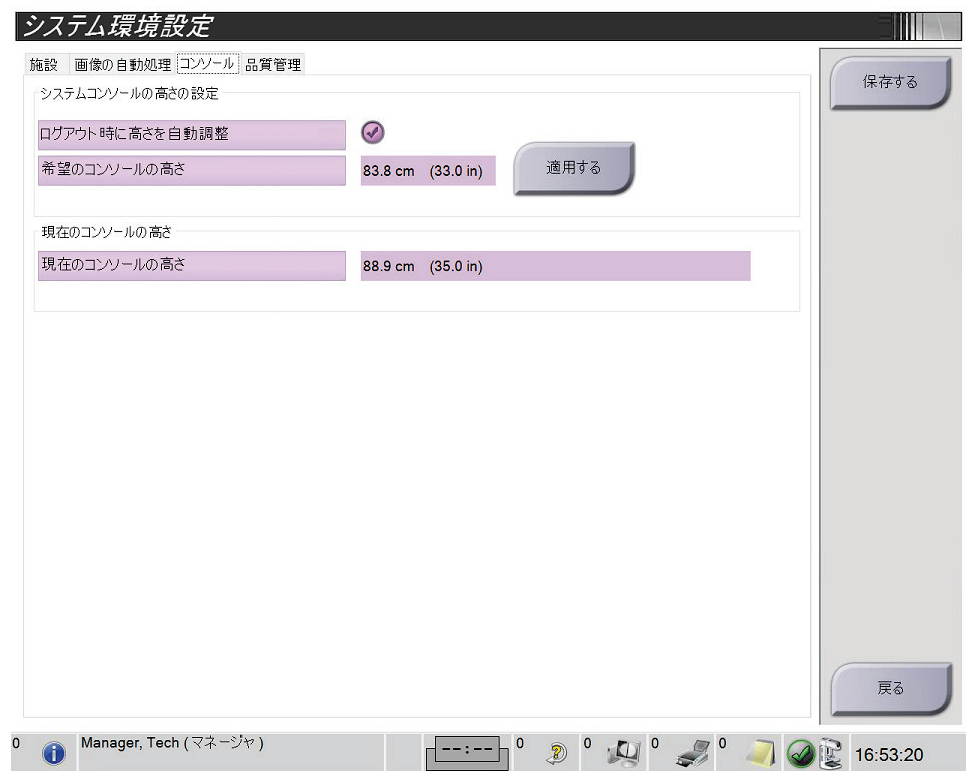 システム環境設定
施設 画像の自動処理 コンソール 品質管理
保存する
システムコンソールの高さの設定
ログアウト時に高さを自動調整
希望のコンソールの高さ 83.8 cm (33.0 in) 適用する
現在のコンソールの高さ
現在のコンソールの高さ 88.9 cm (35.0 in)
戻る
0 Manager, Tech (マネージャ) --:-- 0 0 0 0 16:53:20